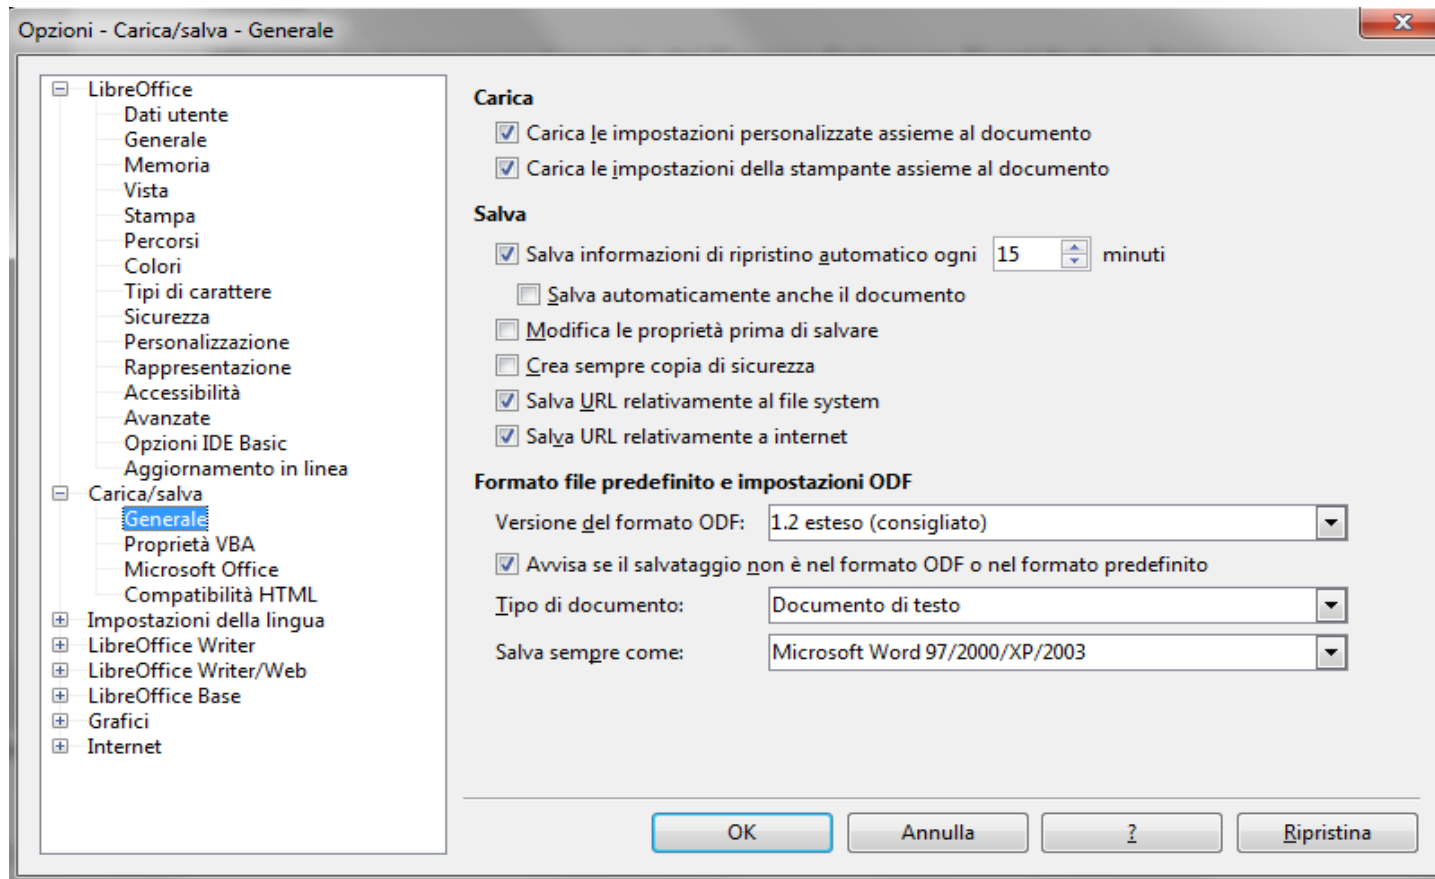 Opzioni - Carica/salva - Generale
LibreOffice
Dati utente
Generale
Memoria
Vista
Stampa
Percorsi
Colori
Tipi di carattere
Sicurezza
Personalizzazione
Rappresentazione
Accessibilità
Avanzate
Opzioni IDE Basic
Aggiornamento in linea
Carica/salva
Generale
Proprietà VBA
Microsoft Office
Compatibilità HTML
Impostazioni della lingua
LibreOffice Writer
LibreOffice Writer/Web
LibreOffice Base
Grafici
Internet
Carica
Carica le impostazioni personalizzate assieme al documento
Carica le impostazioni della stampante assieme al documento
Salva
Salva informazioni di ripristino automatico ogni 15 minuti
Salva automaticamente anche il documento
Modifica le proprietà prima di salvare
Crea sempre copia di sicurezza
Salva URL relativamente al file system
Salva URL relativamente a internet
Formato file predefinito e impostazioni ODF
Versione del formato ODF: 1.2 esteso (consigliato)
Avvisa se il salvataggio non è nel formato ODF o nel formato predefinito
Tipo di documento: Documento di testo
Salva sempre come: Microsoft Word 97/2000/XP/2003
OK Annulla ? Ripristina